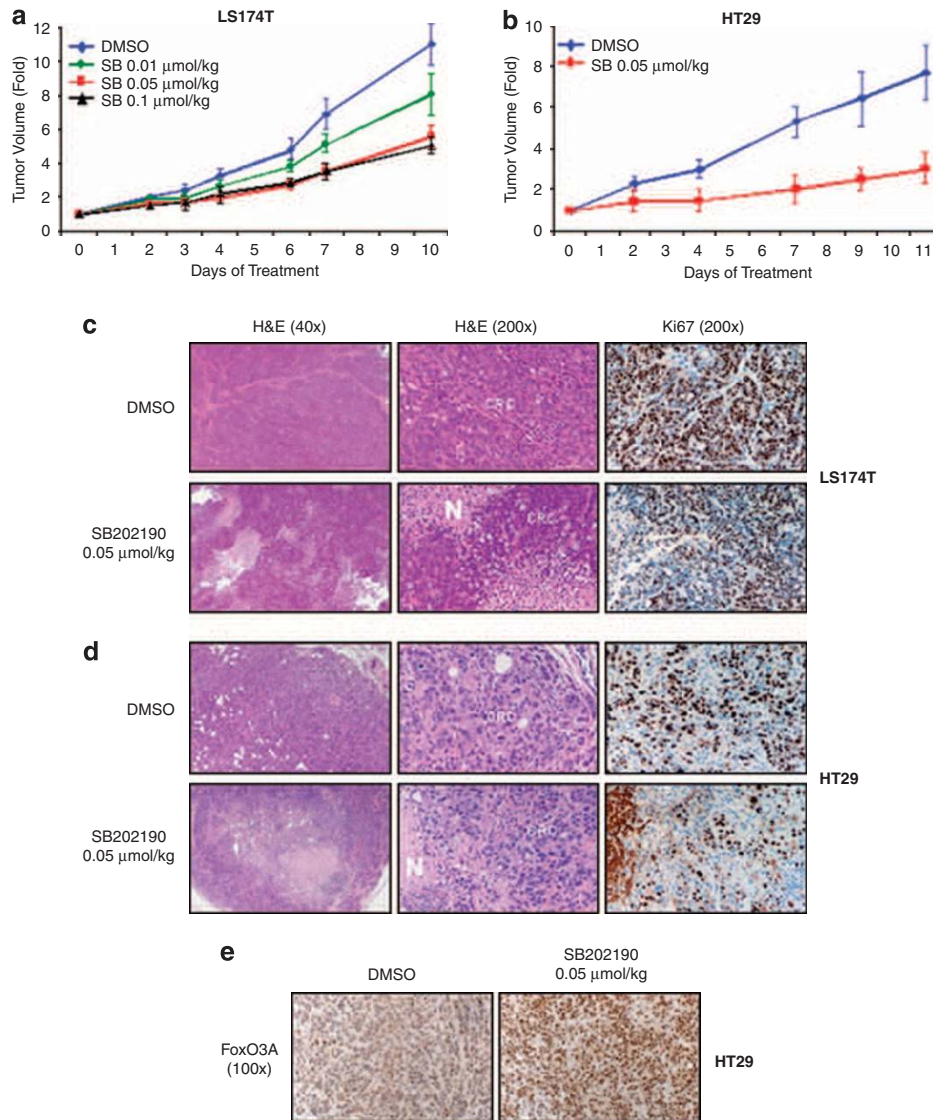 a
LS174T
12
10
8
6
4
2
0
Tumor Volume (Fold)
DMSO
SB 0.01 μmol/kg
SB 0.05 μmol/kg
SB 0.1 μmol/kg
0 1 2 3 4 6 7 8 9 10
Days of Treatment
b
HT29
10
8
6
4
2
0
Tumor Volume (Fold)
DMSO
SB 0.05 μmol/kg
0 1 2 3 4 7 8 9 10 11
Days of Treatment
c
H&E (40x) H&E (200x) Ki67 (200x)
DMSO
CRC
LS174T
SB202190
0.05 μmol/kg
N CRC
d
DMSO
CRC
HT29
SB202190
0.05 μmol/kg
CRC
N
e
DMSO
SB202190
0.05 μmol/kg
FoxO3A
(100x)
HT29